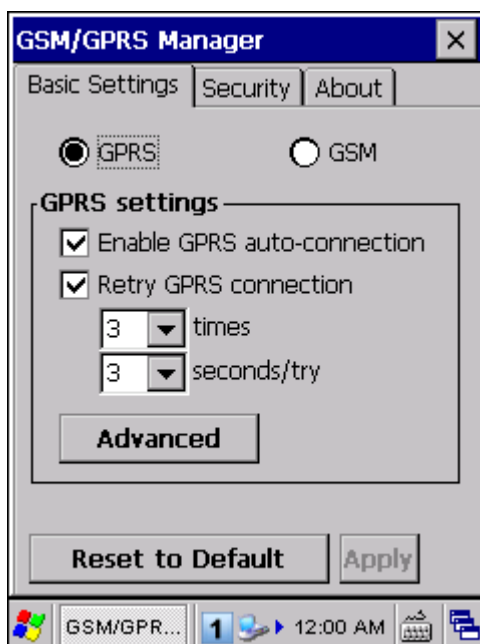 GSM/GPRS Manager
Basic Settings Security About
GPRS GSM
GPRS settings
Enable GPRS auto-connection
Retry GPRS connection
3 times
3 seconds/try
Advanced
Reset to Default Apply
GSM/GPR... 1 12:00 AM